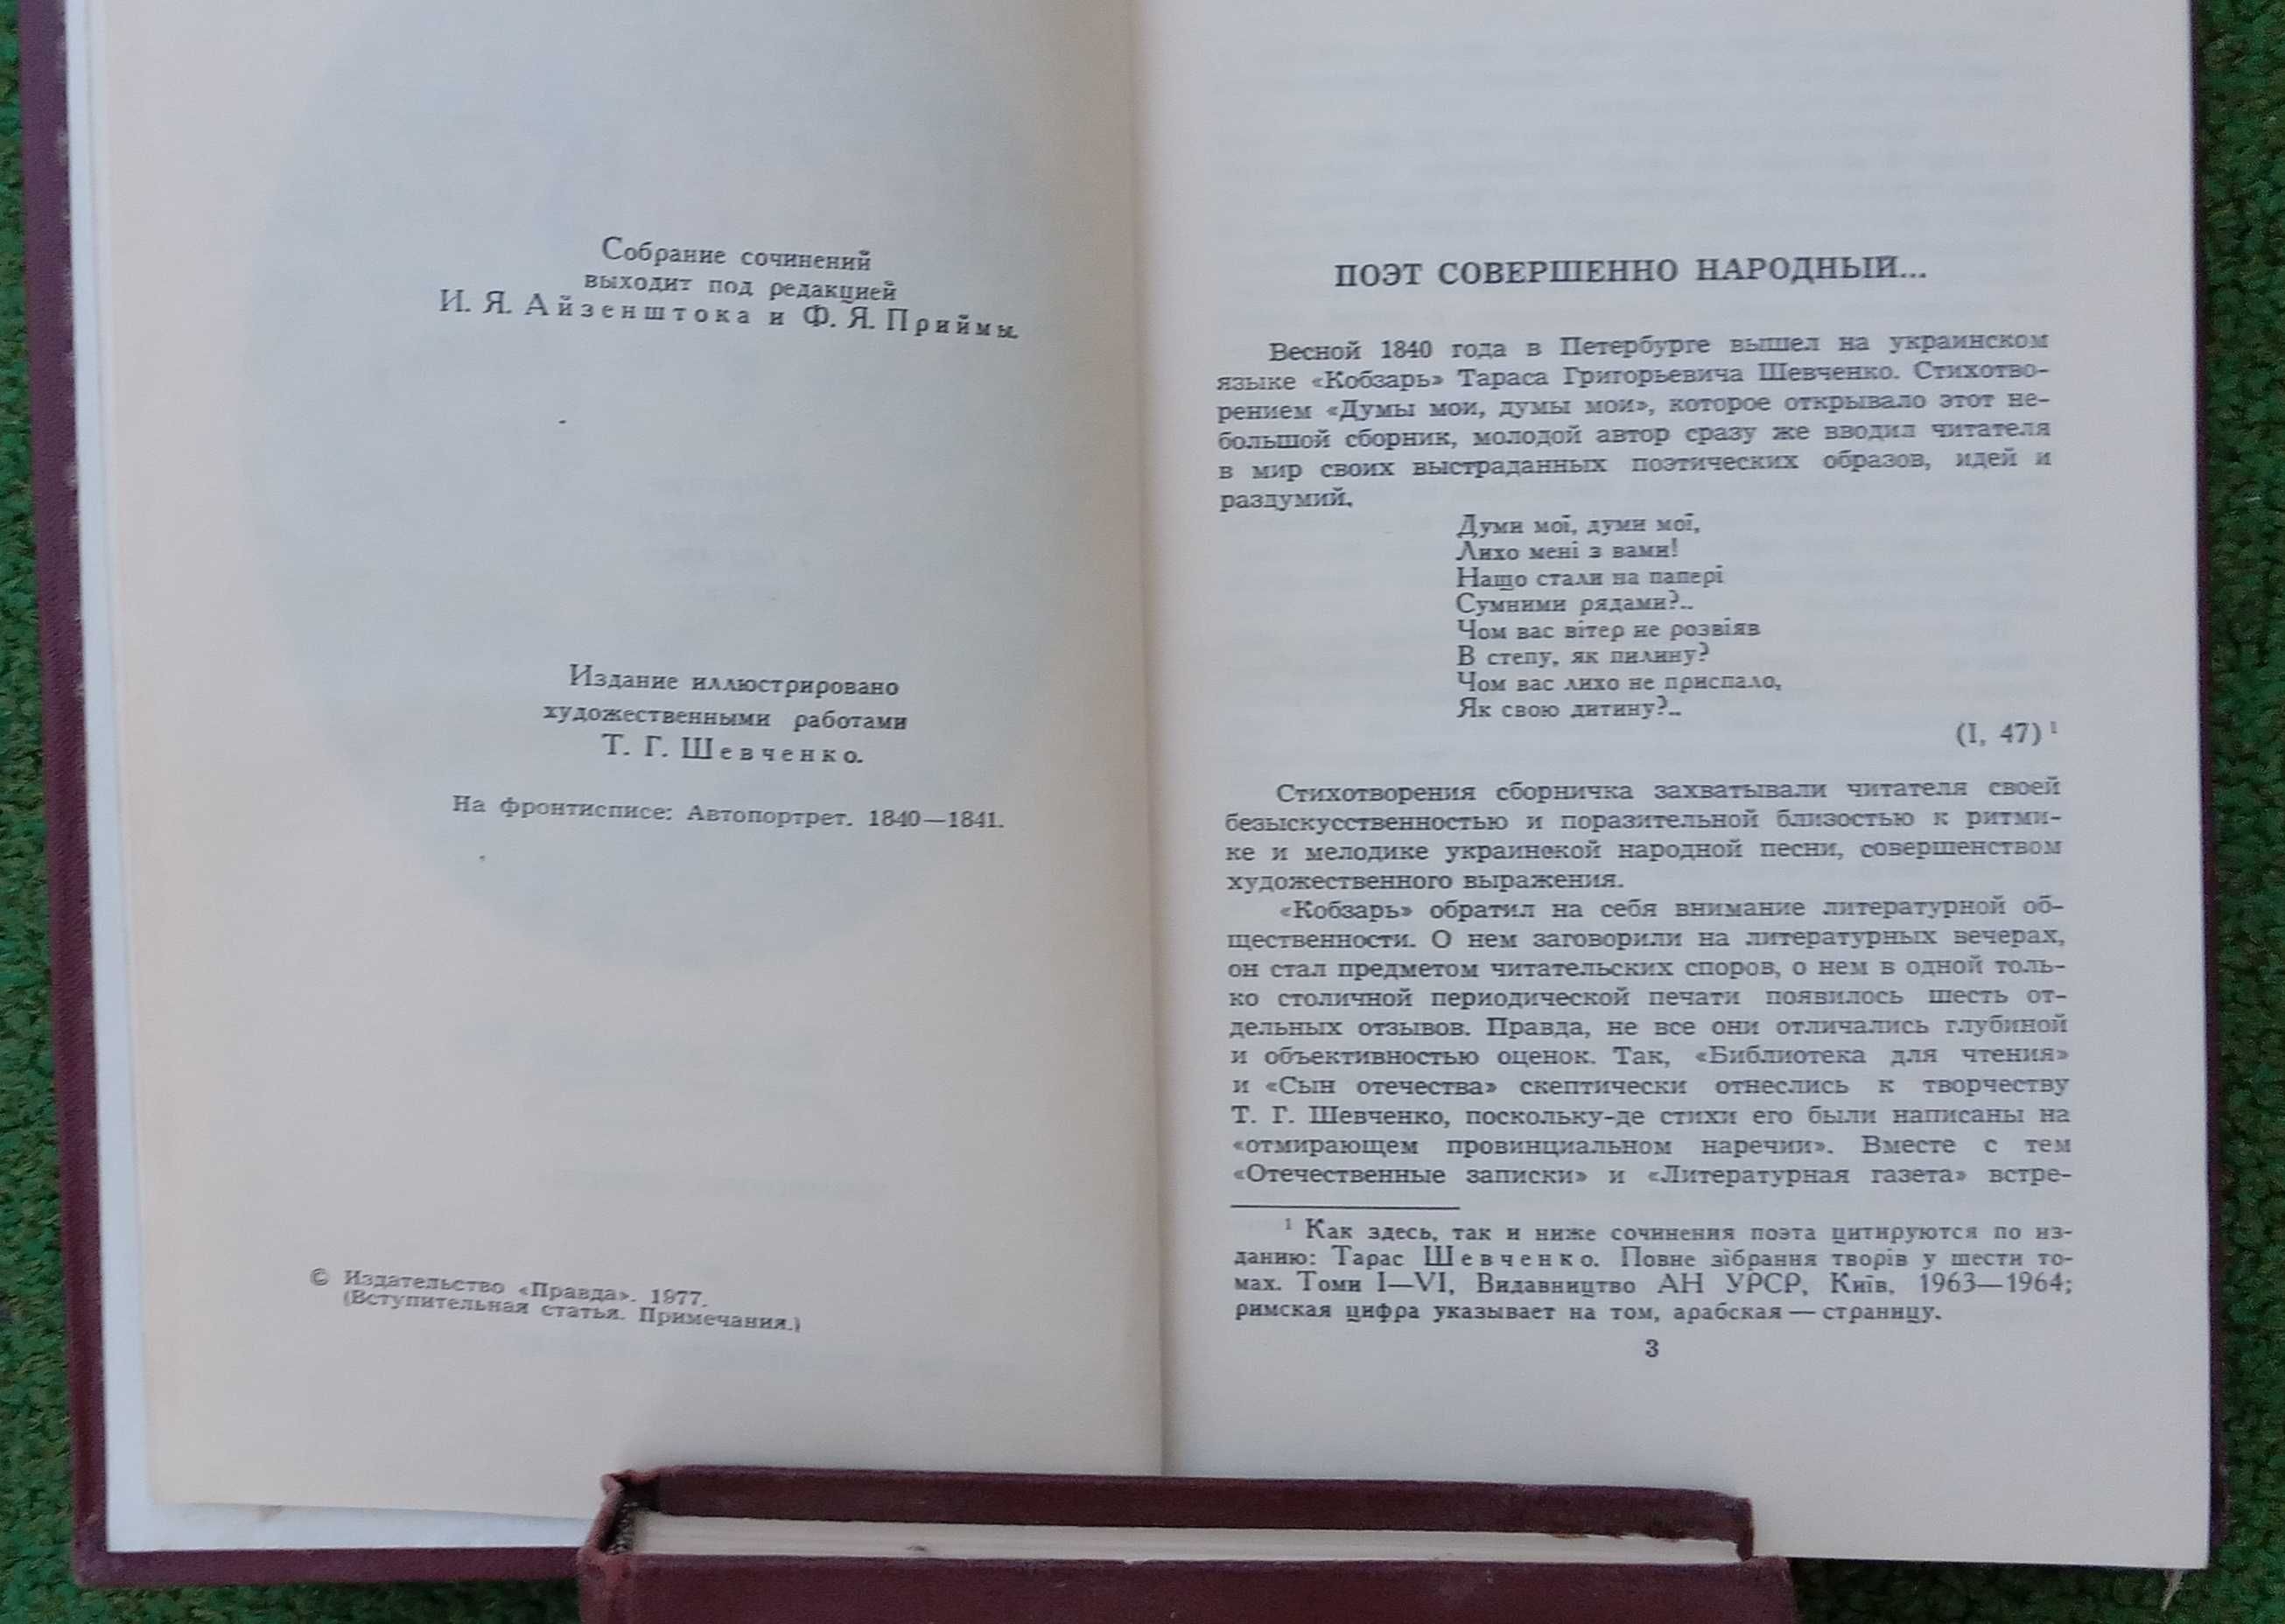 Собрание сочинений
выходит под редакцией
И. Я. Айзенштока и Ф. Я. Приймы.
Издание иллюстрировано
художественными работами
Т. Г. Шевченко.
На фронтисписе: Автопортрет. 1840—1841.
© Издательство «Правда». 1977.
(Вступительная статья. Примечания.)
ПОЭТ СОВЕРШЕННО НАРОДНЫЙ...
Весной 1840 года в Петербурге вышел на украинском
языке «Кобзарь» Тараса Григорьевича Шевченко. Стихотво-
рением «Думы мои, думы мои», которое открывало этот не-
большой сборник, молодой автор сразу же вводил читателя
в мир своих выстраданных поэтических образов, идей и
раздумий.
Думи мої, думи мої,
Лихо мені з вами!
Нащо стали на папері
Сумними рядами?..
Чом вас вітер не розвіяв
В степу, як пилину?
Чом вас лихо не приспало,
Як свою дитину?..
(I, 47) 1
Стихотворения сборничка захватывали читателя своей
безыскусственностью и поразительной близостью к ритми-
ке и мелодике украинской народной песни, совершенством
художественного выражения.
«Кобзарь» обратил на себя внимание литературной об-
щественности. О нем заговорили на литературных вечерах,
он стал предметом читательских споров, о нем в одной толь-
ко столичной периодической печати появилось шесть от-
дельных отзывов. Правда, не все они отличались глубиной
и объективностью оценок. Так, «Библиотека для чтения»
и «Сын отечества» скептически отнеслись к творчеству
Т. Г. Шевченко, поскольку-де стихи его были написаны на
«отмирающем провинциальном наречии». Вместе с тем
«Отечественные записки» и «Литературная газета» встре-
1 Как здесь, так и ниже сочинения поэта цитируются по из-
данию: Тарас Шевченко. Повне зібрання творів у шести то-
мах. Томи I—VI, Видавництво АН УРСР, Київ, 1963—1964;
римская цифра указывает на том, арабская — страницу.
3